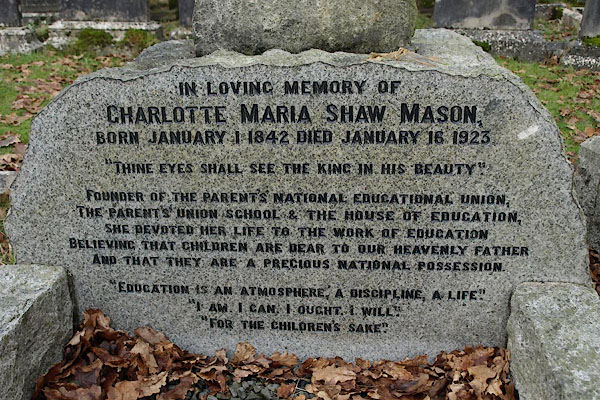 IN LOVING MEMORY OF
CHARLOTTE MARIA SHAW MASON,
BORN JANUARY 1 1842 DIED JANUARY 16 1923
"THINE EYES SHALL SEE THE KING IN HIS BEAUTY".
FOUNDER OF THE PARENTS' NATIONAL EDUCATIONAL UNION,
THE PARENTS' UNION SCHOOL & THE HOUSE OF EDUCATION,
SHE DEVOTED HER LIFE TO THE WORK OF EDUCATION
BELIEVING THAT CHILDREN ARE DEAR TO OUR HEAVENLY FATHER
AND THAT THEY ARE A PRECIOUS NATIONAL POSSESSION.
"EDUCATION IS AN ATMOSPHERE, A DISCIPLINE, A LIFE".
"I AM, I CAN, I OUGHT, I WILL".
"FOR THE CHILDREN'S SAKE".